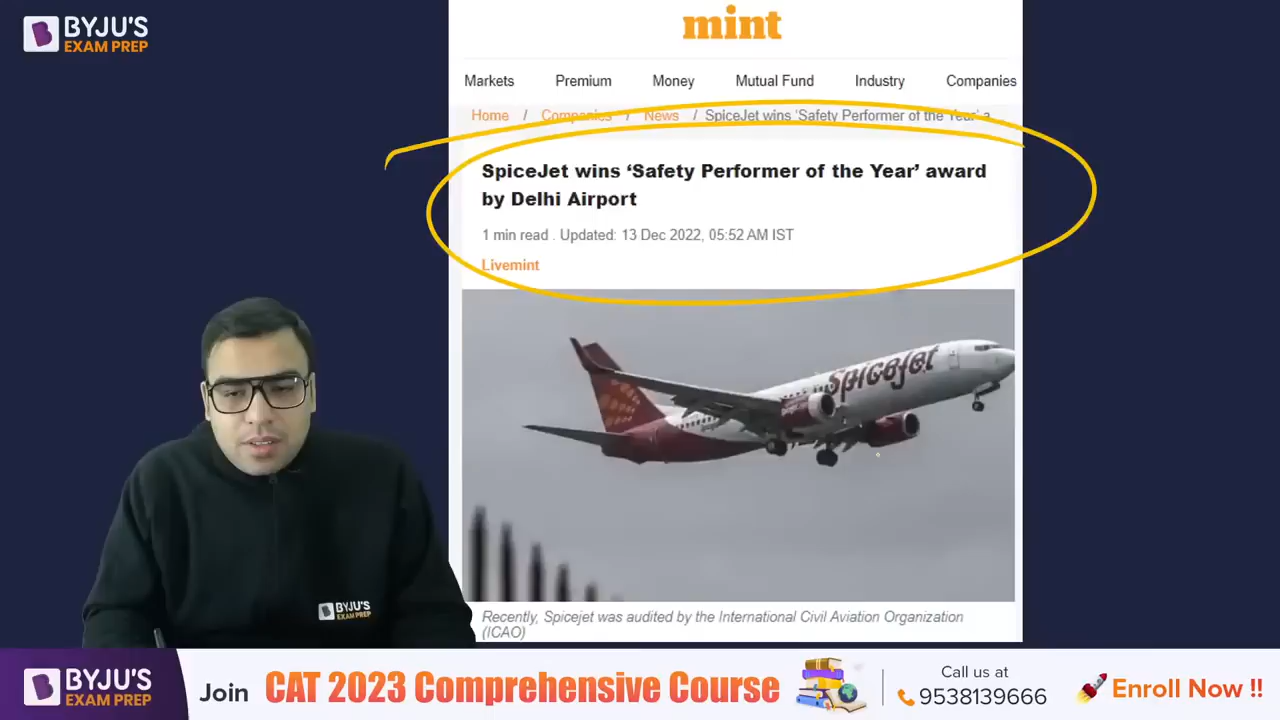 BYJU'S
EXAM PREP
mint
Markets Premium Money Mutual Fund Industry Companies
Home / Companies / News / SpiceJet wins 'Safety Performer of the Year' a...
SpiceJet wins ‘Safety Performer of the Year’ award
by Delhi Airport
1 min read . Updated: 13 Dec 2022, 05:52 AM IST
Livemint
SpiceJet
Recently, Spicejet was audited by the International Civil Aviation Organization
(ICAO)
BYJU'S
EXAM PREP
BYJU'S
EXAM PREP
Join CAT 2023 Comprehensive Course
Call us at
9538139666
Enroll Now !!